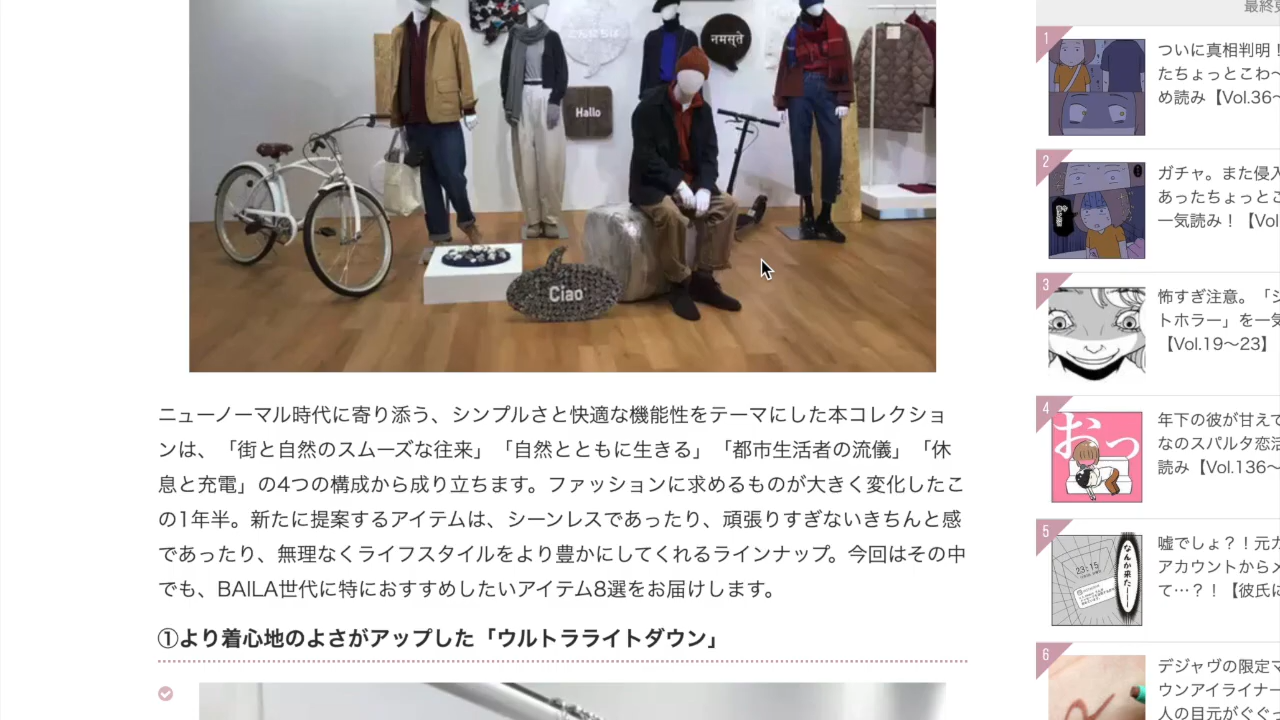 こんにちは
नमस्ते
Hallo
Ciao
ニューノーマル時代に寄り添う、シンプルさと快適な機能性をテーマにした本コレクショ
ンは、「街と自然のスムーズな往来」「自然とともに生きる」「都市生活者の流儀」「休
息と充電」の4つの構成から成り立ちます。ファッションに求めるものが大きく変化したこ
の1年半。新たに提案するアイテムは、シーンレスであったり、頑張りすぎないきちんと感
であったり、無理なくライフスタイルをより豊かにしてくれるラインナップ。今回はその中
でも、BAILA世代に特におすすめしたいアイテム8選をお届けします。
①より着心地のよさがアップした「ウルトラライトダウン」
最終
1
ついに真相判明！
たちょっとこわ〜
め読み【Vol.36〜
2
ガチャ。また侵入
あったちょっとこ
一気読み！【Vol
3
怖すぎ注意。「シ
トホラー」を一気
【Vol.19〜23】
4
おっ
年下の彼が甘えて
なのスパルタ恋活
読み【Vol.136〜
5
23:15
なんか来た———
嘘でしょ？！元カ
アカウントからメ
て…？！【彼氏に
6
デジャヴの限定マ
ウンアイライナー
人の目元がぐぐっ